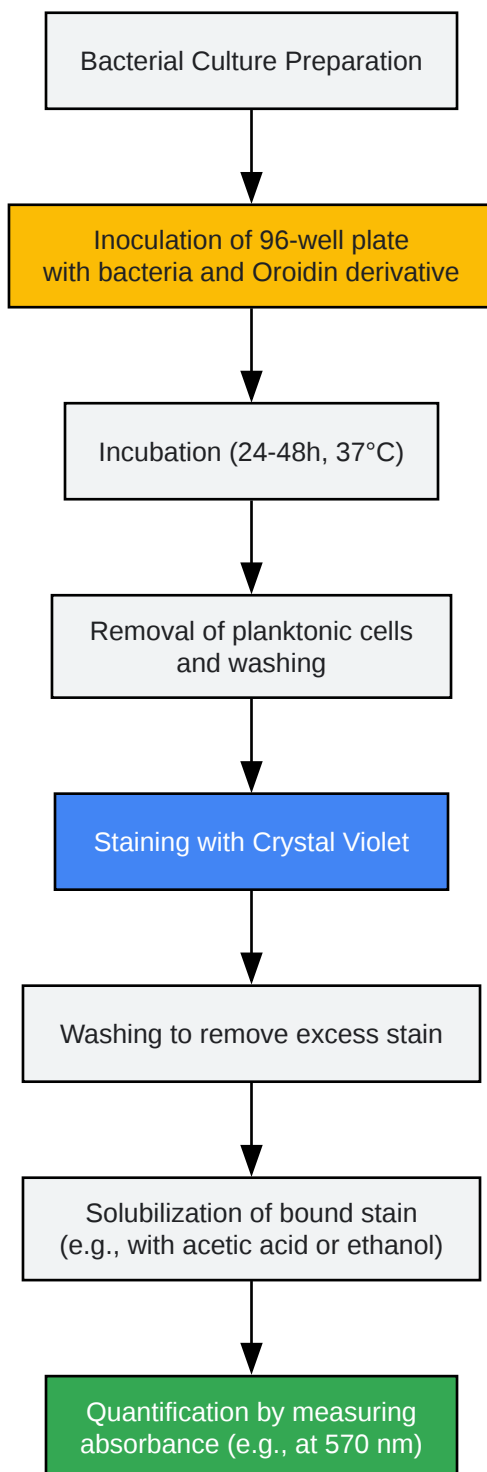 Bacterial Culture Preparation
Inoculation of 96-well plate
with bacteria and Oroidin derivative
Incubation (24-48h, 37°C)
Removal of planktonic cells
and washing
Staining with Crystal Violet
Washing to remove excess stain
Solubilization of bound stain
(e.g., with acetic acid or ethanol)
Quantification by measuring
absorbance (e.g., at 570 nm)